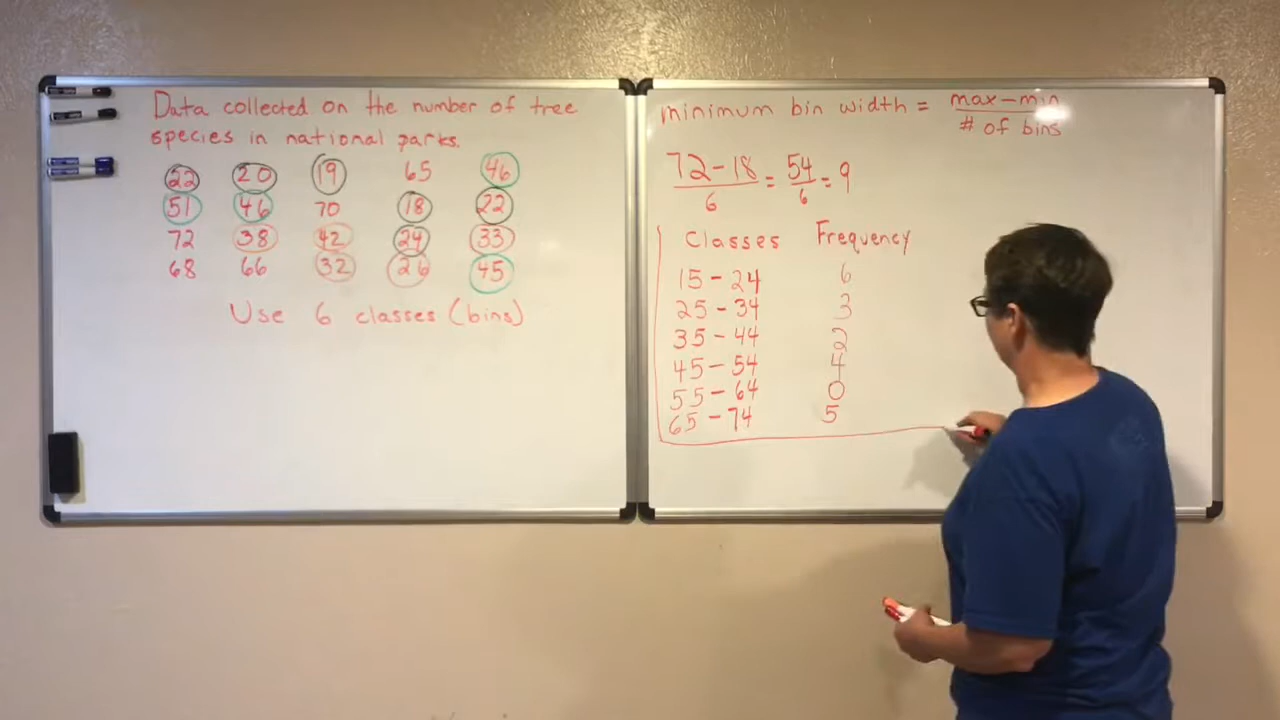 Data collected on the number of tree
species in national parks.
22 20 19 65 46
51 46 70 18 22
72 38 42 24 33
68 66 32 26 45
Use 6 classes (bins)
minimum bin width = max-min
# of bins
72-18 = 54 = 9
6 6
Classes Frequency
15-24 6
25-34 3
35-44 2
45-54 4
55-64 0
65-74 5